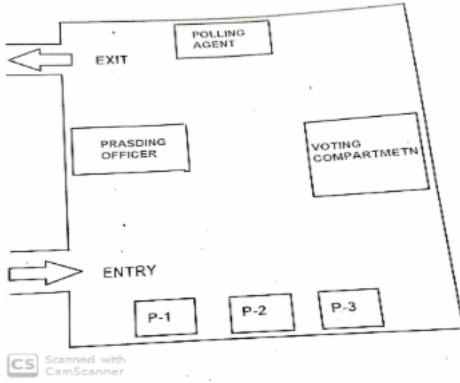 POLLING
AGENT
EXIT
PRASDING
OFFICER
VOTING
COMPARTMETN
ENTRY
P-1
P-2
P-3
CS Scanned with
CamScanner